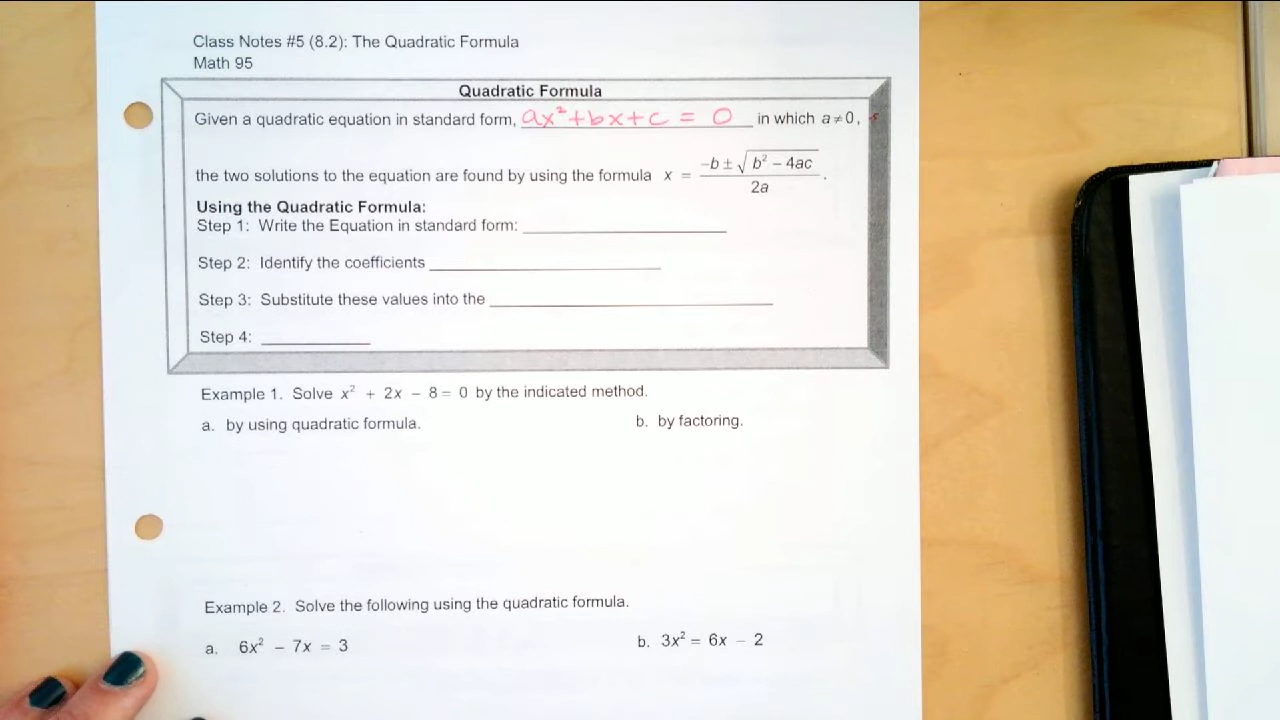 Class Notes #5 (8.2): The Quadratic Formula
Math 95
Quadratic Formula
Given a quadratic equation in standard form, ax² + bx + c = 0 in which a≠0,
the two solutions to the equation are found by using the formula x = (-b ± √(b² − 4ac)) / 2a .
Using the Quadratic Formula:
Step 1: Write the Equation in standard form: ____________________
Step 2: Identify the coefficients ____________________
Step 3: Substitute these values into the ____________________
Step 4: __________
Example 1. Solve x² + 2x − 8 = 0 by the indicated method.
a. by using quadratic formula. b. by factoring.
Example 2. Solve the following using the quadratic formula.
a. 6x² − 7x = 3 b. 3x² = 6x − 2